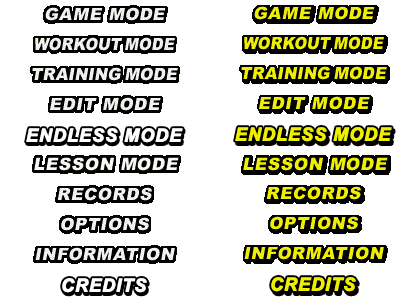 GAME MODE GAME MODE
WORKOUT MODE WORKOUT MODE
TRAINING MODE TRAINING MODE
EDIT MODE EDIT MODE
ENDLESS MODE ENDLESS MODE
LESSON MODE LESSON MODE
RECORDS RECORDS
OPTIONS OPTIONS
INFORMATION INFORMATION
CREDITS CREDITS